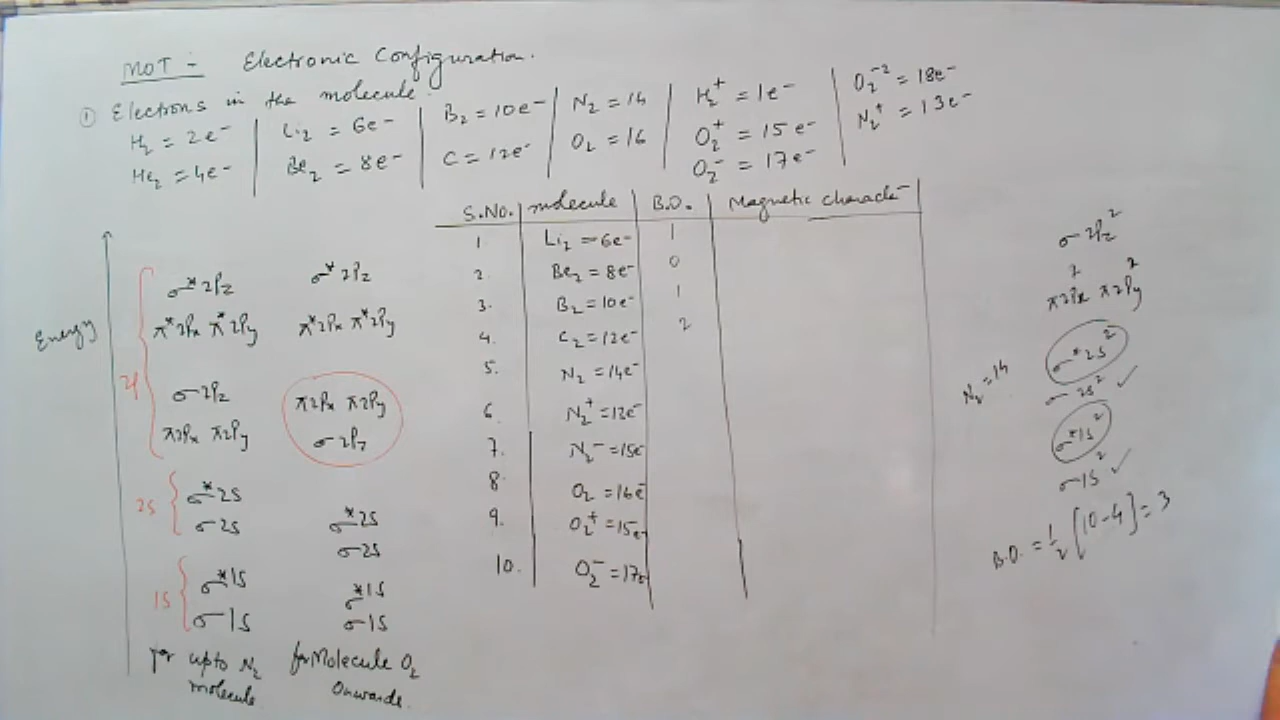 MOT - Electronic Configuration.
① Electrons in the molecule.
H₂ = 2e⁻ | Li₂ = 6e⁻ | B₂ = 10e⁻ | N₂ = 14 | H₂⁺ = 1e⁻ | O₂⁻² = 18e⁻
He₂ = 4e⁻ | Be₂ = 8e⁻ | C = 12e⁻ | O₂ = 16 | O₂⁺ = 15e⁻ | N₂⁺ = 13e⁻
O₂⁻ = 17e⁻
S.No. | molecule | B.O. | Magnetic charact
1 | Li₂ = 6e⁻ | 1
2. | Be₂ = 8e⁻ | 0
3. | B₂ = 10e⁻ | 1
4. | C₂ = 12e⁻ | 2
5. | N₂ = 14e⁻
6. | N₂⁺ = 13e⁻
7. | N₂⁻ = 15e⁻
8 | O₂ = 16e⁻
9. | O₂⁺ = 15e⁻
10. | O₂⁻ = 17e
Energy
2p
σ*2Pz
π*2Px π*2Py
σ2Pz
π2Px π2Py
2S
σ*2S
σ2S
1S
σ*1S
σ1S
For upto N₂
molecule
σ*2Pz
π*2Px π*2Py
π2Px π2Py
σ2Pz
σ*2S
σ2S
σ*1S
σ1S
for Molecule O₂
Onwards.
σ2Pz²
π2Px² π2Py²
σ*2S²
N₂ = 14
σ2S² ✓
σ*1S²
σ1S² ✓
B.O. = ½ [10-4] = 3